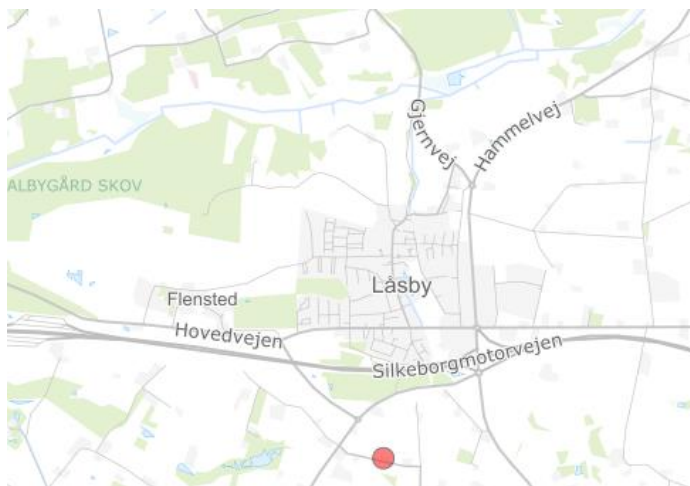 Gjernvej
Hammelvej
ALBYGÅRD SKOV
Låsby
Flensted
Hovedvejen
Silkeborgmotorvejen